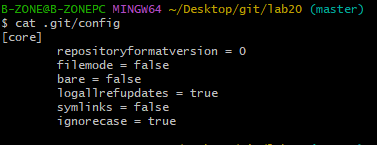 B-ZONE@B-ZONEPC MINGW64 ~/Desktop/git/lab20 (master)
$ cat .git/config
[core]
        repositoryformatversion = 0
        filemode = false
        bare = false
        logallrefupdates = true
        symlinks = false
        ignorecase = true